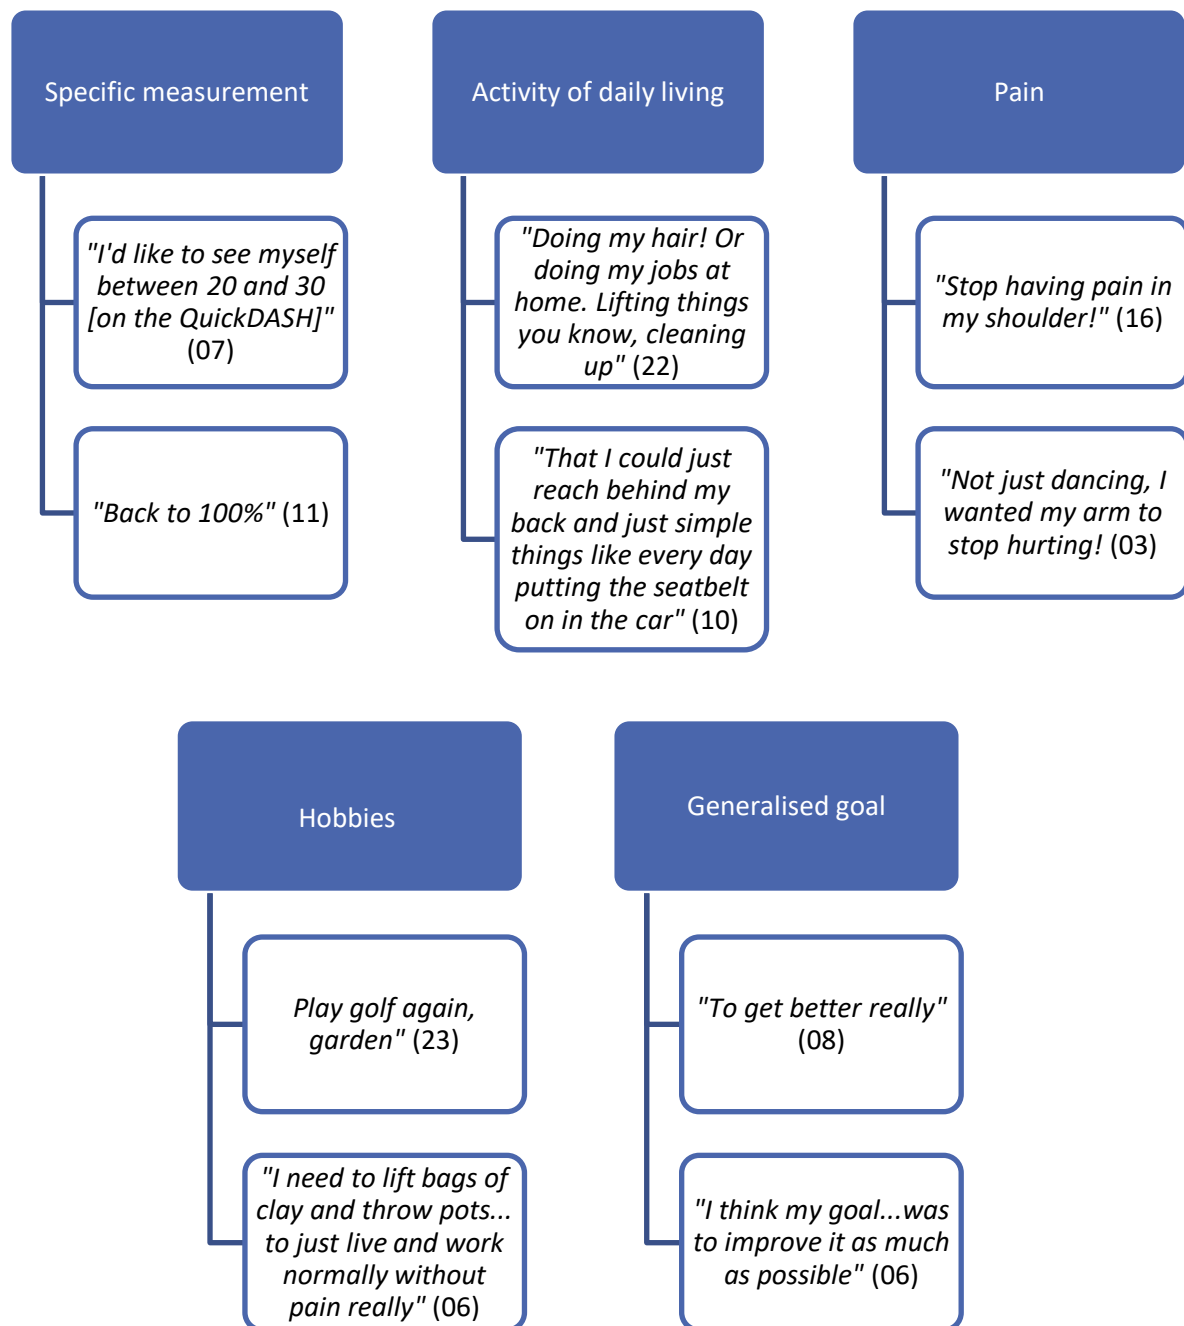 Specific measurement
"I'd like to see myself
between 20 and 30
[on the QuickDASH]"
(07)
"Back to 100%" (11)
Activity of daily living
"Doing my hair! Or
doing my jobs at
home. Lifting things
you know, cleaning
up" (22)
"That I could just
reach behind my
back and just simple
things like every day
putting the seatbelt
on in the car" (10)
Pain
"Stop having pain in
my shoulder!" (16)
"Not just dancing, I
wanted my arm to
stop hurting! (03)
Hobbies
Play golf again,
garden" (23)
"I need to lift bags of
clay and throw pots...
to just live and work
normally without
pain really" (06)
Generalised goal
"To get better really"
(08)
"I think my goal...was
to improve it as much
as possible" (06)